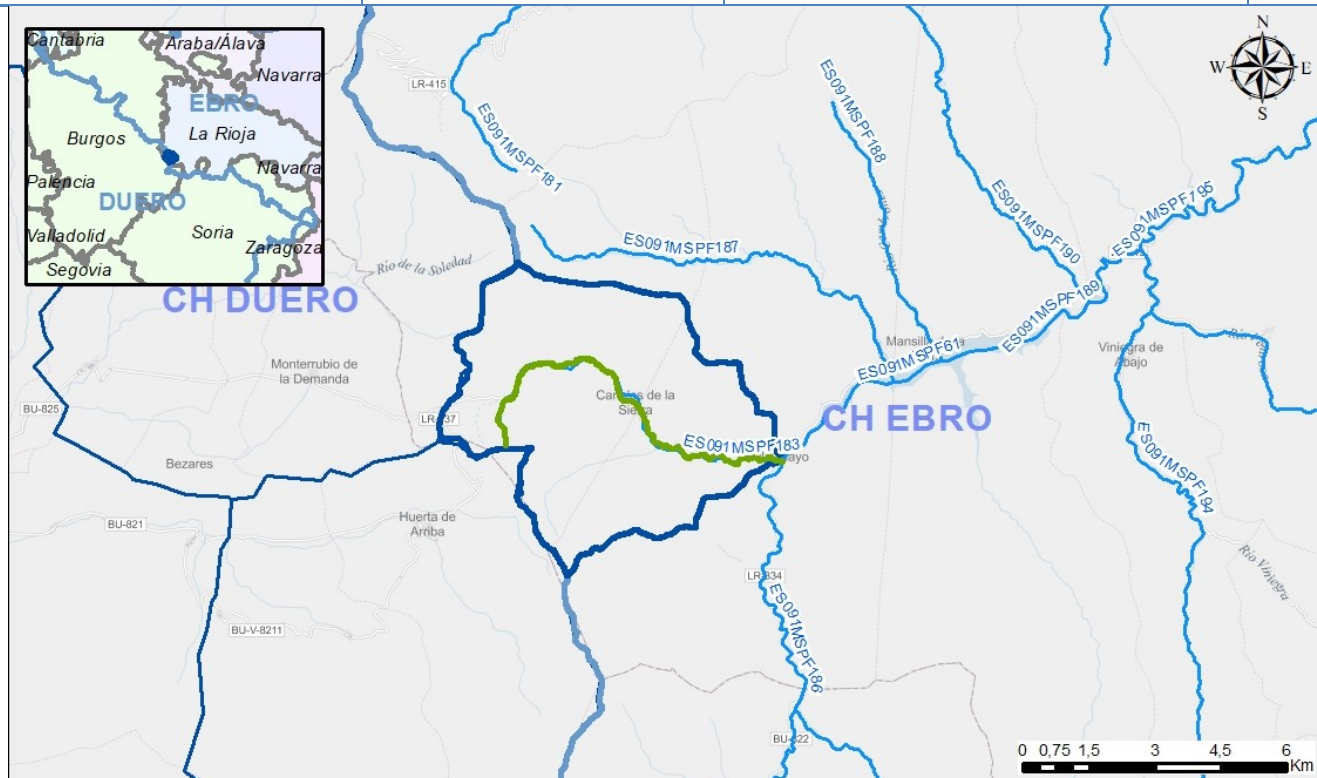 Cantabria
Araba/Álava
Navarra
EBRO
La Rioja
Burgos
Navarra
Palencia
DUERO
Soria
Valladolid
Zaragoza
Segovia
N
W E
S
LR-415
ES091MSPF181
ES091MSPF188
ES091MSPF187
ES091MSPF190
ES091MSPF795
Río de la Soledad
CH DUERO
ES091MSPF189
Monterrubio de
la Demanda
Mansilla
ES091MSPF61
Viniegra de
Abajo
Canales de la
Sierra
BU-825
CH EBRO
ES091MSPF183
Bezares
ES091MSPF194
Huerta de
Arriba
BU-821
Río Viniegra
ES091MSPF186
BU-V-8211
0 0,75 1,5 3 4,5 6
Km